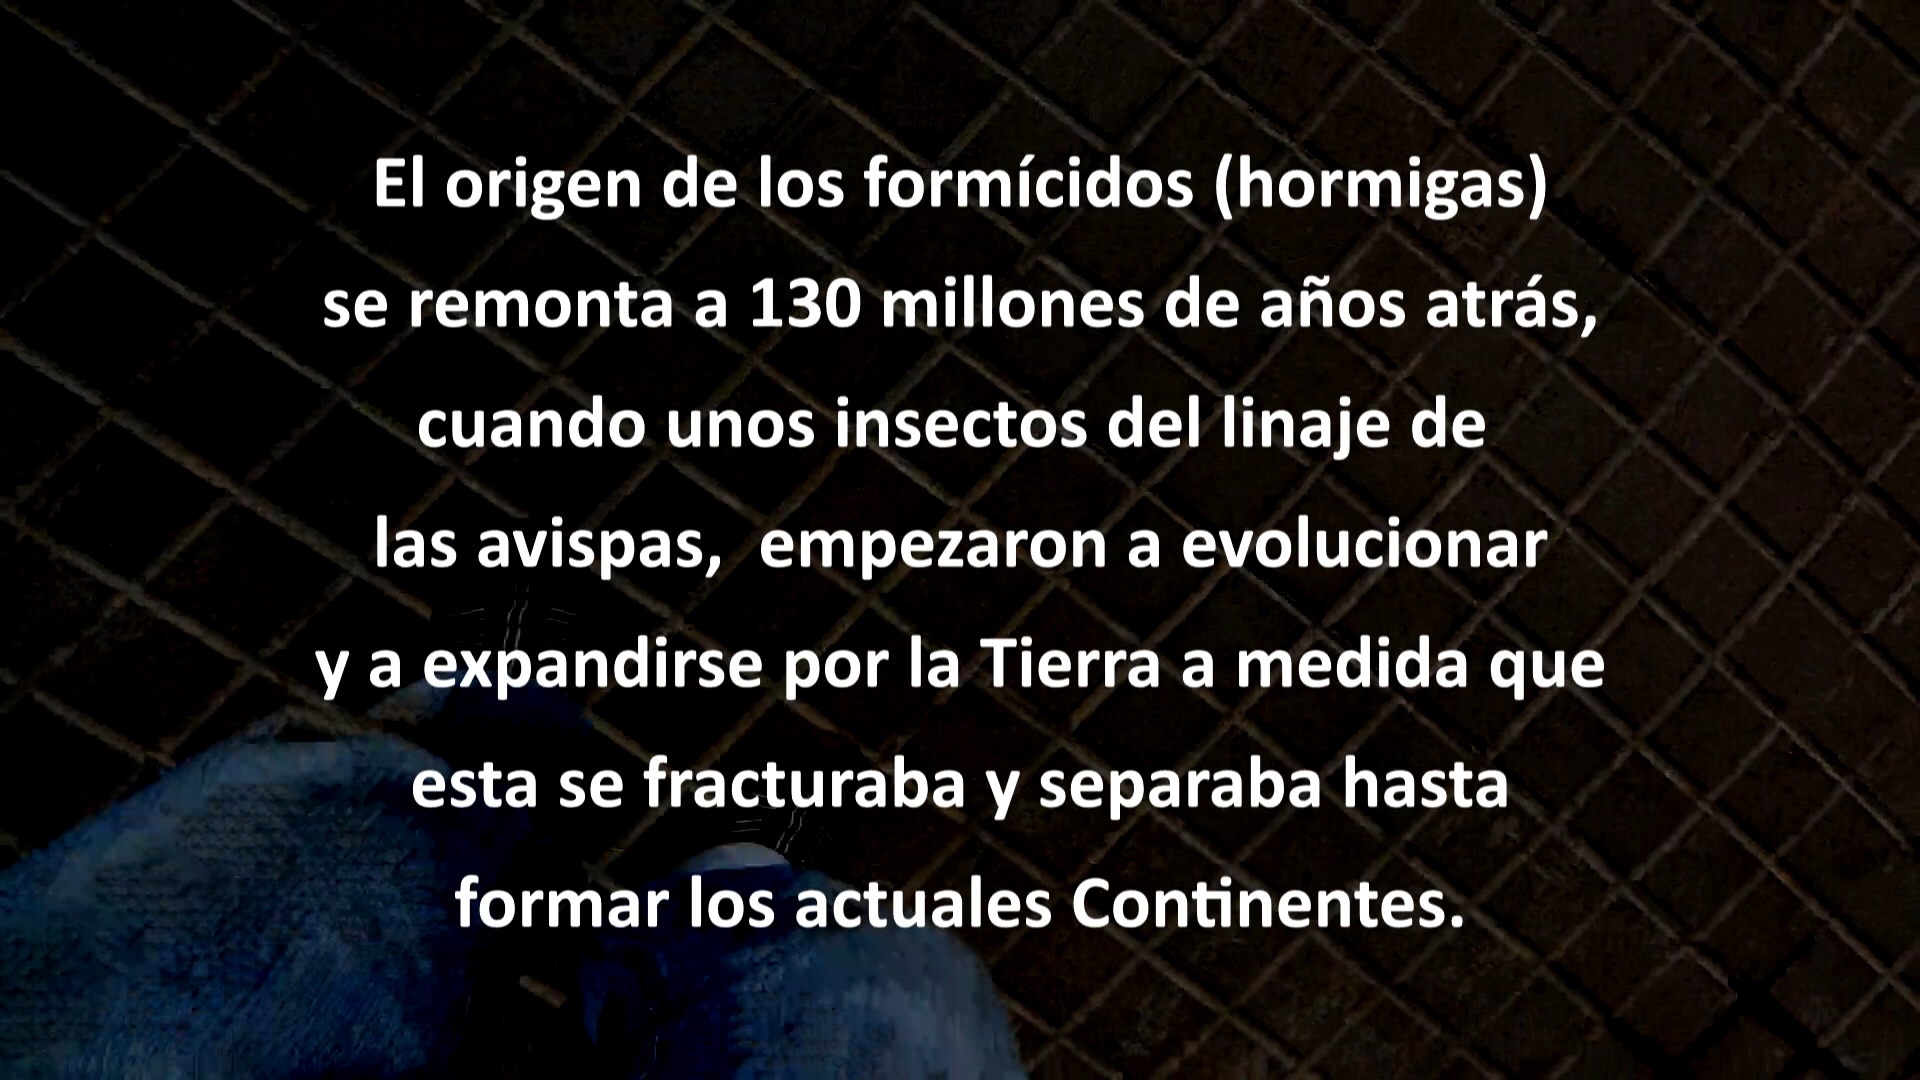 El origen de los formícidos (hormigas)
se remonta a 130 millones de años atrás,
cuando unos insectos del linaje de
las avispas,  empezaron a evolucionar
y a expandirse por la Tierra a medida que
esta se fracturaba y separaba hasta
formar los actuales Continentes.